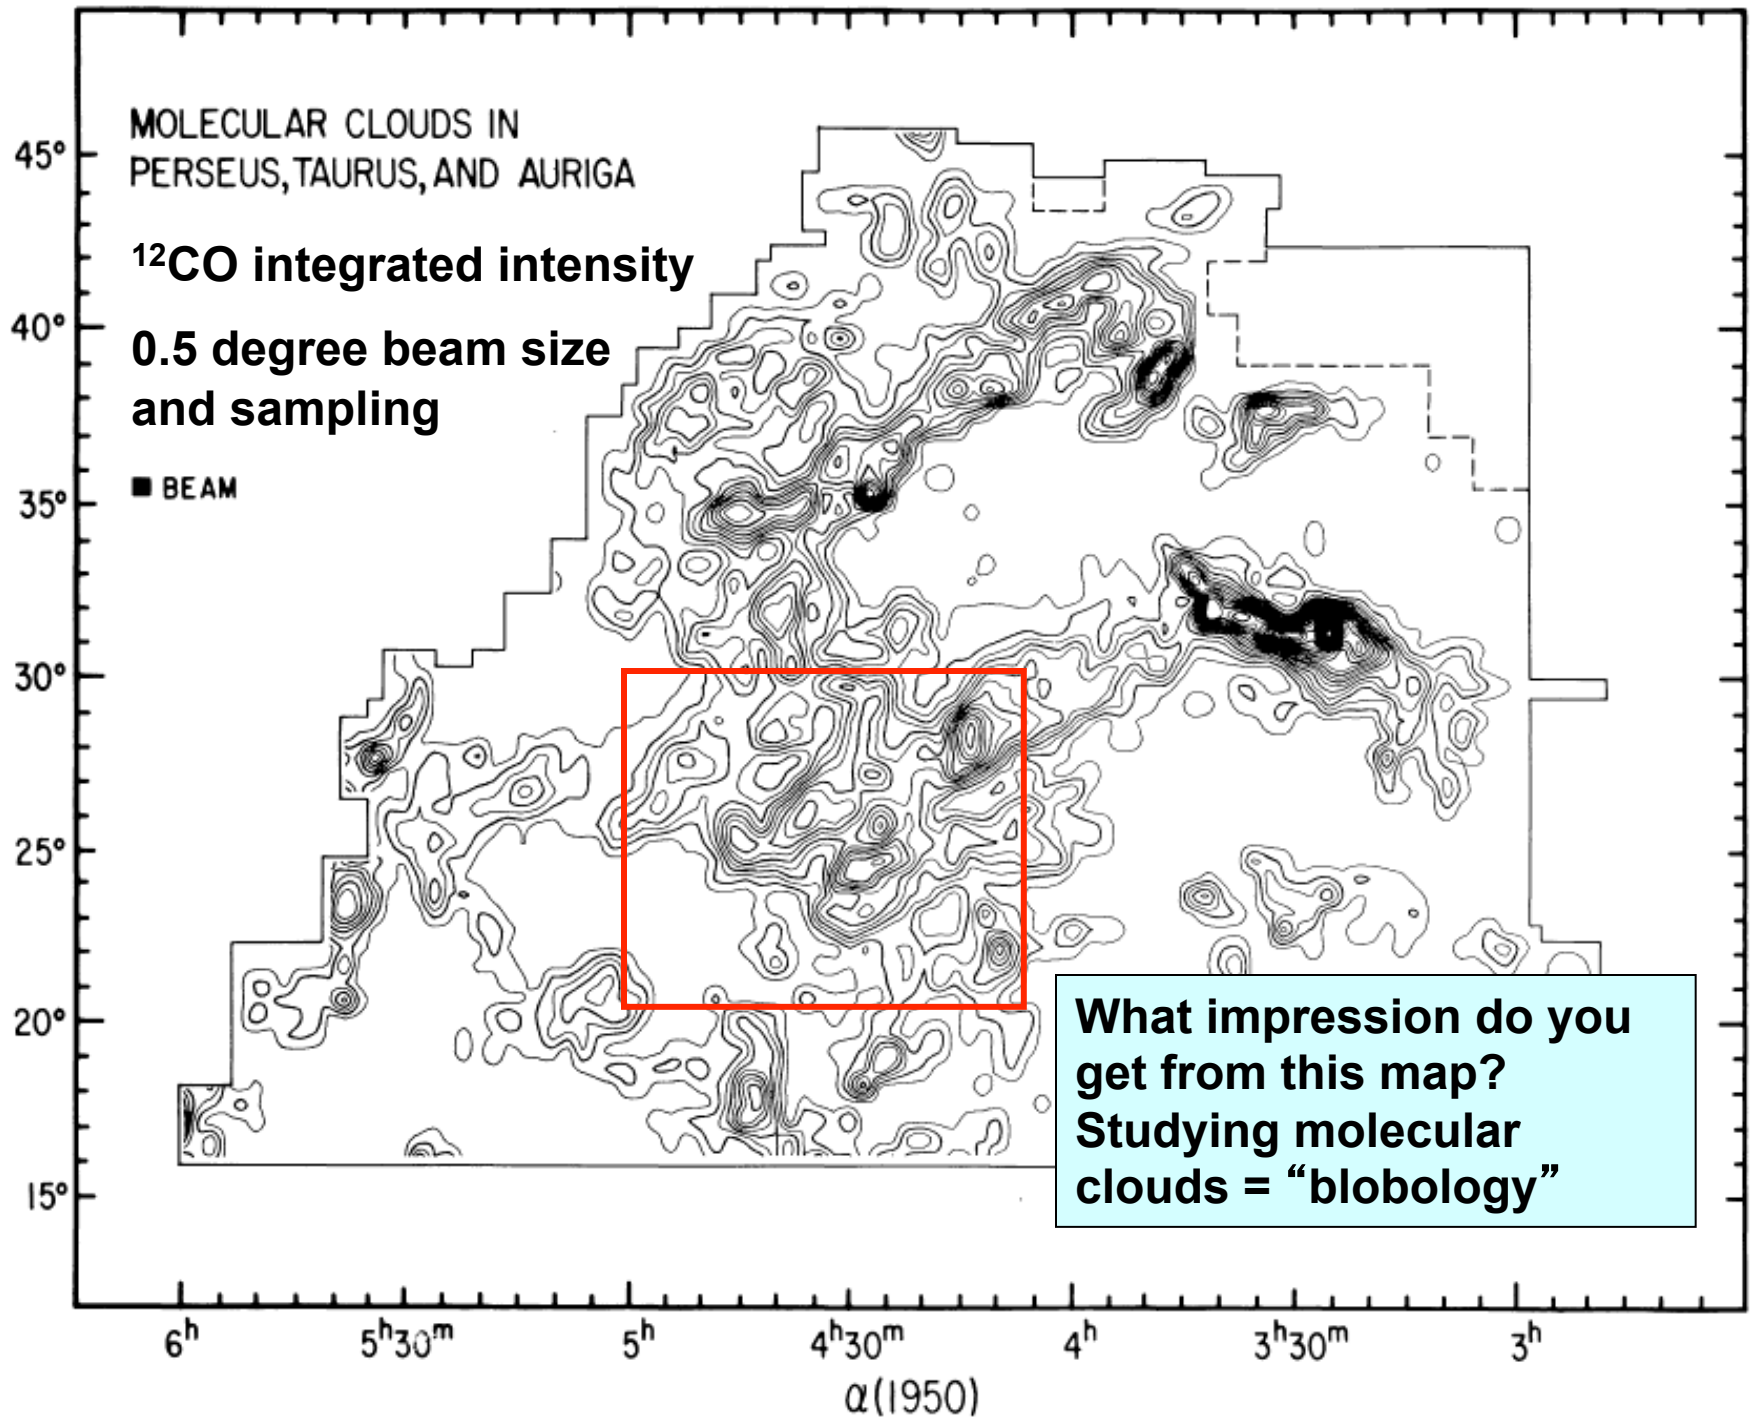 MOLECULAR CLOUDS IN
PERSEUS, TAURUS, AND AURIGA
¹²CO integrated intensity
0.5 degree beam size
and sampling
■ BEAM
45°
40°
35°
30°
25°
20°
15°
What impression do you
get from this map?
Studying molecular
clouds = “blobology”
6ʰ 5ʰ30ᵐ 5ʰ 4ʰ30ᵐ 4ʰ 3ʰ30ᵐ 3ʰ
α(1950)